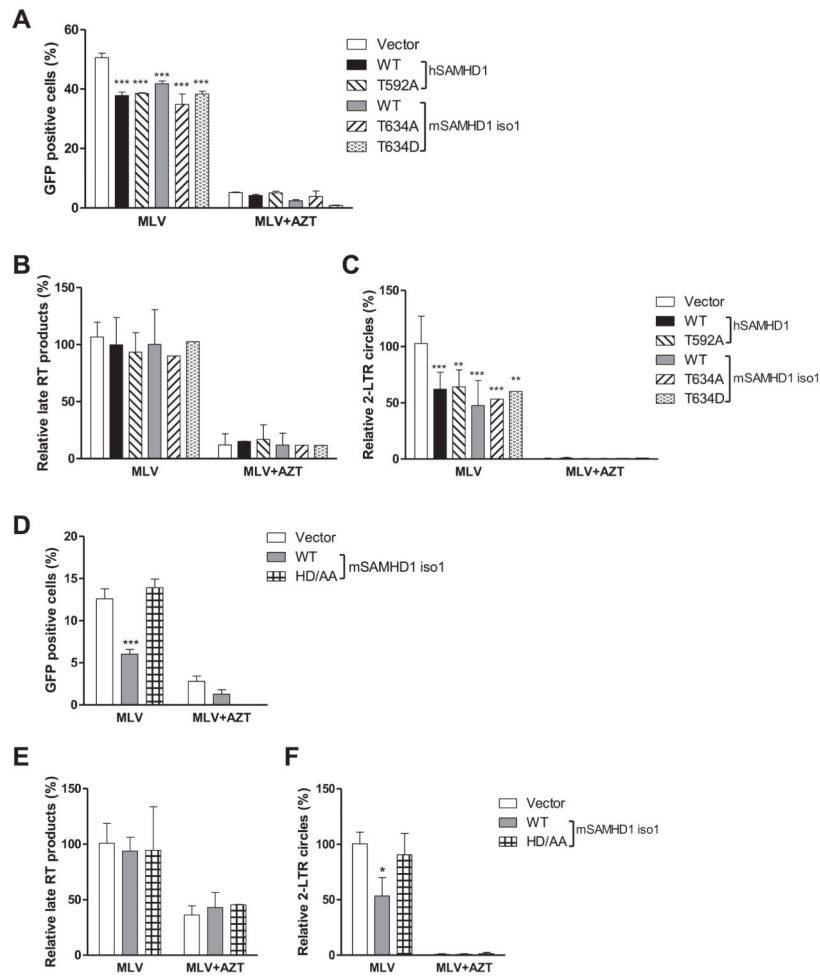 A
GFP positive cells (%)
60
40
20
0
*** *** *** *** ***
MLV
MLV+AZT
Vector
WT
T592A
hSAMHD1
WT
T634A
T634D
mSAMHD1 iso1
B
Relative late RT products (%)
150
100
50
0
MLV
MLV+AZT
C
Relative 2-LTR circles (%)
150
100
50
0
*** ** *** *** **
MLV
MLV+AZT
Vector
WT
T592A
hSAMHD1
WT
T634A
T634D
mSAMHD1 iso1
D
GFP positive cells (%)
20
15
10
5
0
***
MLV
MLV+AZT
Vector
WT
HD/AA
mSAMHD1 iso1
E
Relative late RT products (%)
150
100
50
0
MLV
MLV+AZT
F
Relative 2-LTR circles (%)
150
100
50
0
*
MLV
MLV+AZT
Vector
WT
HD/AA
mSAMHD1 iso1